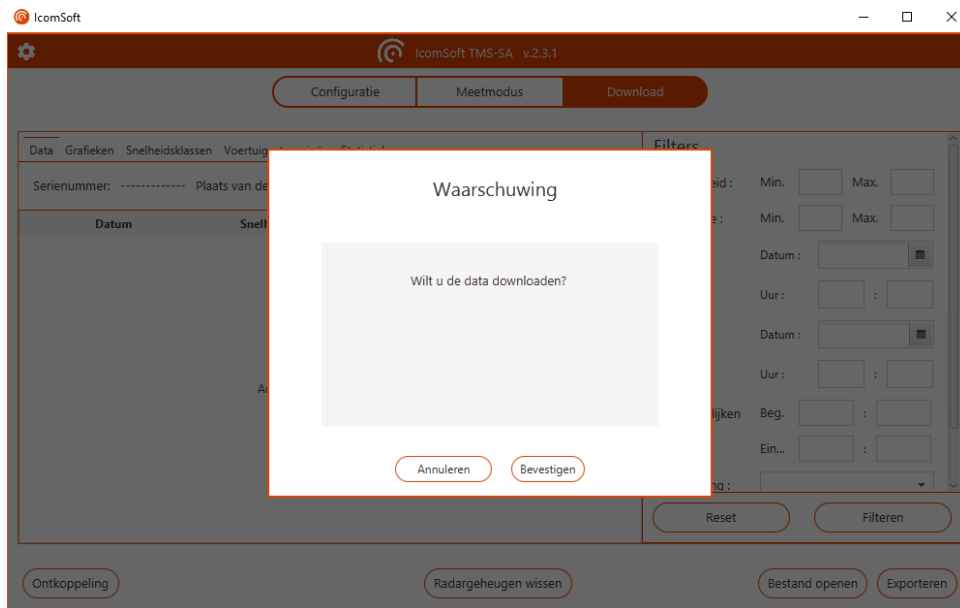 IcomSoft
IcomSoft TMS-SA v.2.3.1
Configuratie Meetmodus Download
Data Grafieken Snelheidsklassen
Serienummer: ------------- Plaats van de
Datum
Filters
Waarschuwing
Wilt u de data downloaden?
Annuleren Bevestigen
Min. Max.
Min. Max.
Datum :
Uur : :
Datum :
Uur : :
Beg. :
Ein... :
Reset Filteren
Ontkoppeling Radargeheugen wissen Bestand openen Exporteren